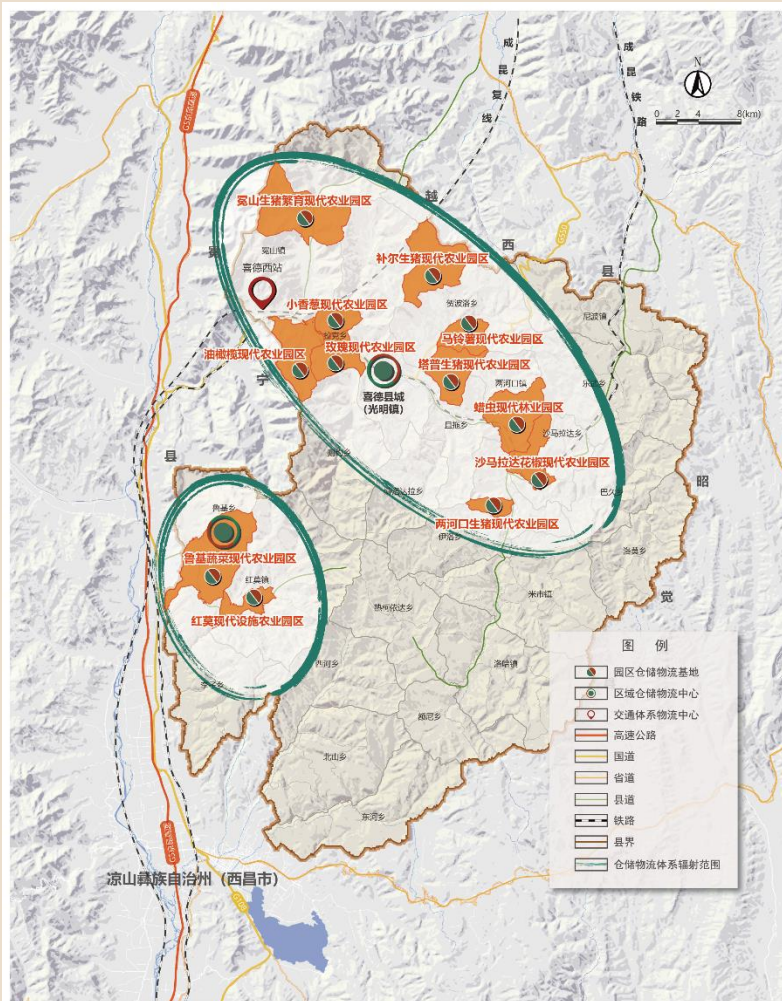 成昆复线
成昆铁路
N
0 2 4 8(km)
G5京昆高速
越西县
冕山生猪繁育现代农业园区
冕山镇
喜德西站
补尔生猪现代农业园区
贺波洛乡
尼波镇
小香葱现代农业园区
马铃薯现代农业园区
油橄榄现代农业园区
玫瑰现代农业园区
塔普生猪现代农业园区
两河口镇
乐武乡
喜德县城
(光明镇)
冕宁县
蜡虫现代林业园区
且拖乡
沙马拉达乡
沙马拉达花椒现代农业园区
巴久乡
昭觉
两河口生猪现代农业园区
伊洛乡
洛莫乡
鲁基乡
鲁基蔬菜现代农业园区
红莫镇
红莫现代设施农业园区
热柯依达乡
米市镇
西河乡
洛哈镇
额尼乡
北山乡
东河乡
凉山彝族自治州（西昌市）
图 例
园区仓储物流基地
区域仓储物流中心
交通体系物流中心
高速公路
国道
省道
县道
铁路
县界
仓储物流体系辐射范围